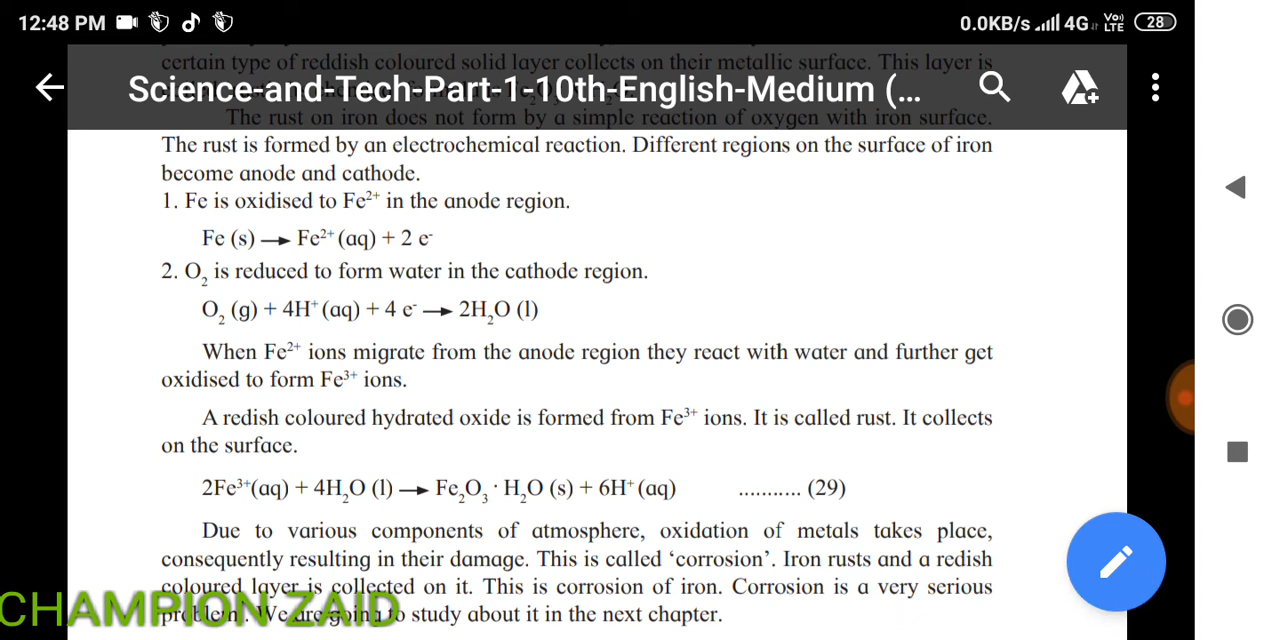 12:48 PM 0.0KB/s 4G Vo) LTE 28
certain type of reddish coloured solid layer collects on their metallic surface. This layer is
Science-and-Tech-Part-1-10th-English-Medium (...
The rust on iron does not form by a simple reaction of oxygen with iron surface.
The rust is formed by an electrochemical reaction. Different regions on the surface of iron
become anode and cathode.
1. Fe is oxidised to Fe²⁺ in the anode region.
Fe (s) → Fe²⁺ (aq) + 2 e⁻
2. O₂ is reduced to form water in the cathode region.
O₂ (g) + 4H⁺ (aq) + 4 e⁻ → 2H₂O (l)
When Fe²⁺ ions migrate from the anode region they react with water and further get
oxidised to form Fe³⁺ ions.
A redish coloured hydrated oxide is formed from Fe³⁺ ions. It is called rust. It collects
on the surface.
2Fe³⁺(aq) + 4H₂O (l) → Fe₂O₃ · H₂O (s) + 6H⁺ (aq) ........... (29)
Due to various components of atmosphere, oxidation of metals takes place,
consequently resulting in their damage. This is called ‘corrosion’. Iron rusts and a redish
coloured layer is collected on it. This is corrosion of iron. Corrosion is a very serious
problem. We are going to study about it in the next chapter.
CHAMPION ZAID